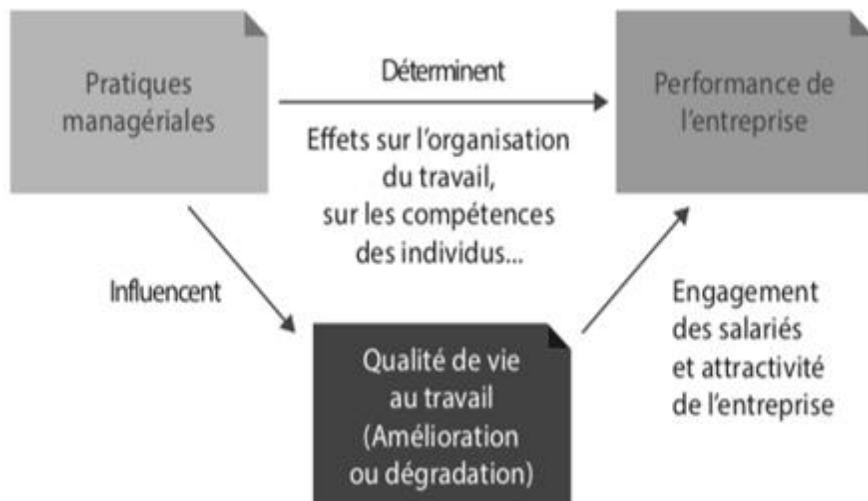 Pratiques
managériales
Déterminent
Effets sur l'organisation
du travail,
sur les compétences
des individus...
Performance de
l'entreprise
Influencent
Qualité de vie
au travail
(Amélioration
ou dégradation)
Engagement
des salariés
et attractivité
de l'entreprise